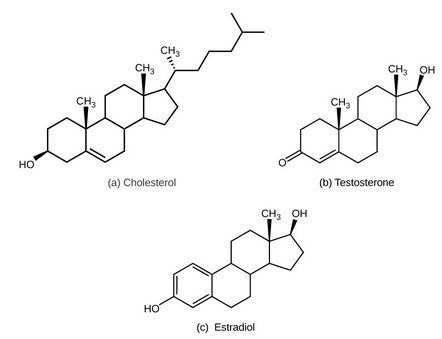 CH₃
CH₃
CH₃
HO
(a) Cholesterol
CH₃
OH
CH₃
O
(b) Testosterone
CH₃ OH
HO
(c) Estradiol